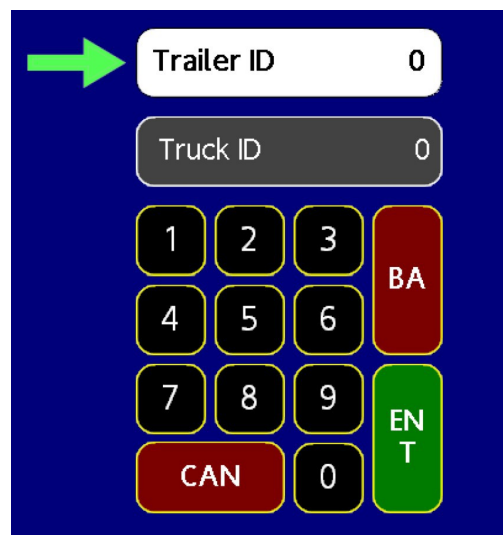 Trailer ID 0
Truck ID 0
1 2 3
BA
4 5 6
7 8 9
EN
T
CAN 0